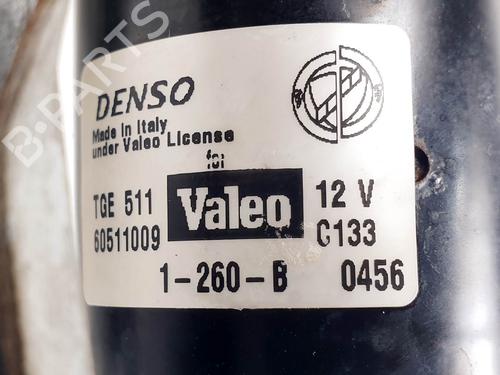 DENSO
Made in Italy
under Valeo License
for
TGE 511 Valeo 12 V
60511009 C133
1-260-B 0456
B-PARTS